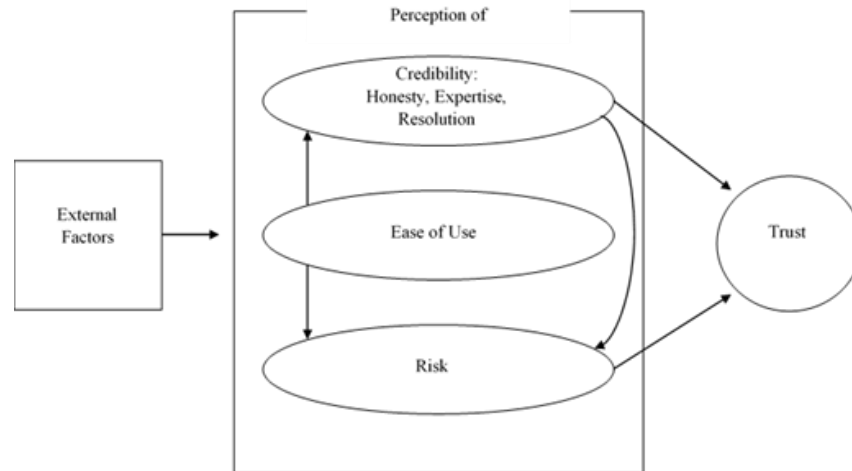 Perception of
Credibility:
Honesty, Expertise,
Resolution
External
Factors
Ease of Use
Trust
Risk